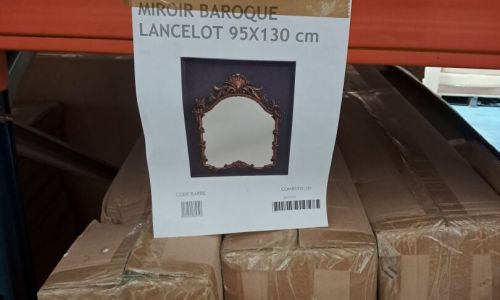 MIROIR BAROQUE
LANCELOT 95X130 cm
CODE BARRE